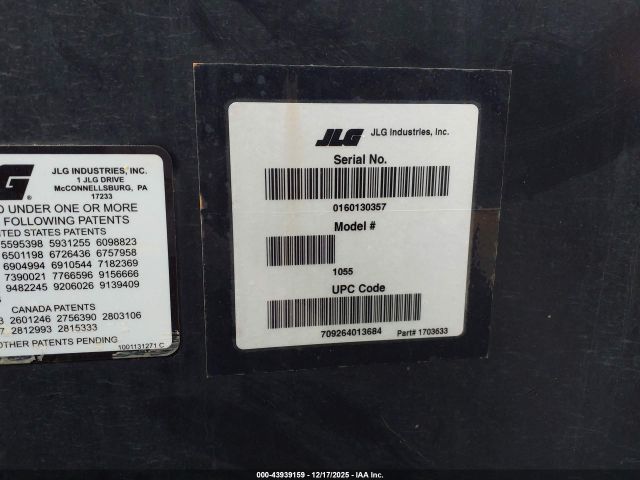 G®
JLG INDUSTRIES, INC.
1 JLG DRIVE
McCONNELLSBURG, PA
17233
UNDER ONE OR MORE
FOLLOWING PATENTS
UNITED STATES PATENTS
5595398 5931255 6098823
6501198 6726436 6757958
6904994 6910544 7182369
7390021 7766596 9156666
9482245 9206026 9139409
CANADA PATENTS
2601246 2756390 2803106
2812993 2815333
OTHER PATENTS PENDING
1001131271 C
JLG JLG Industries, Inc.
Serial No.
0160130357
Model #
1055
UPC Code
709264013684 Part# 1703633
000-43939159 - 12/17/2025 - IAA Inc.